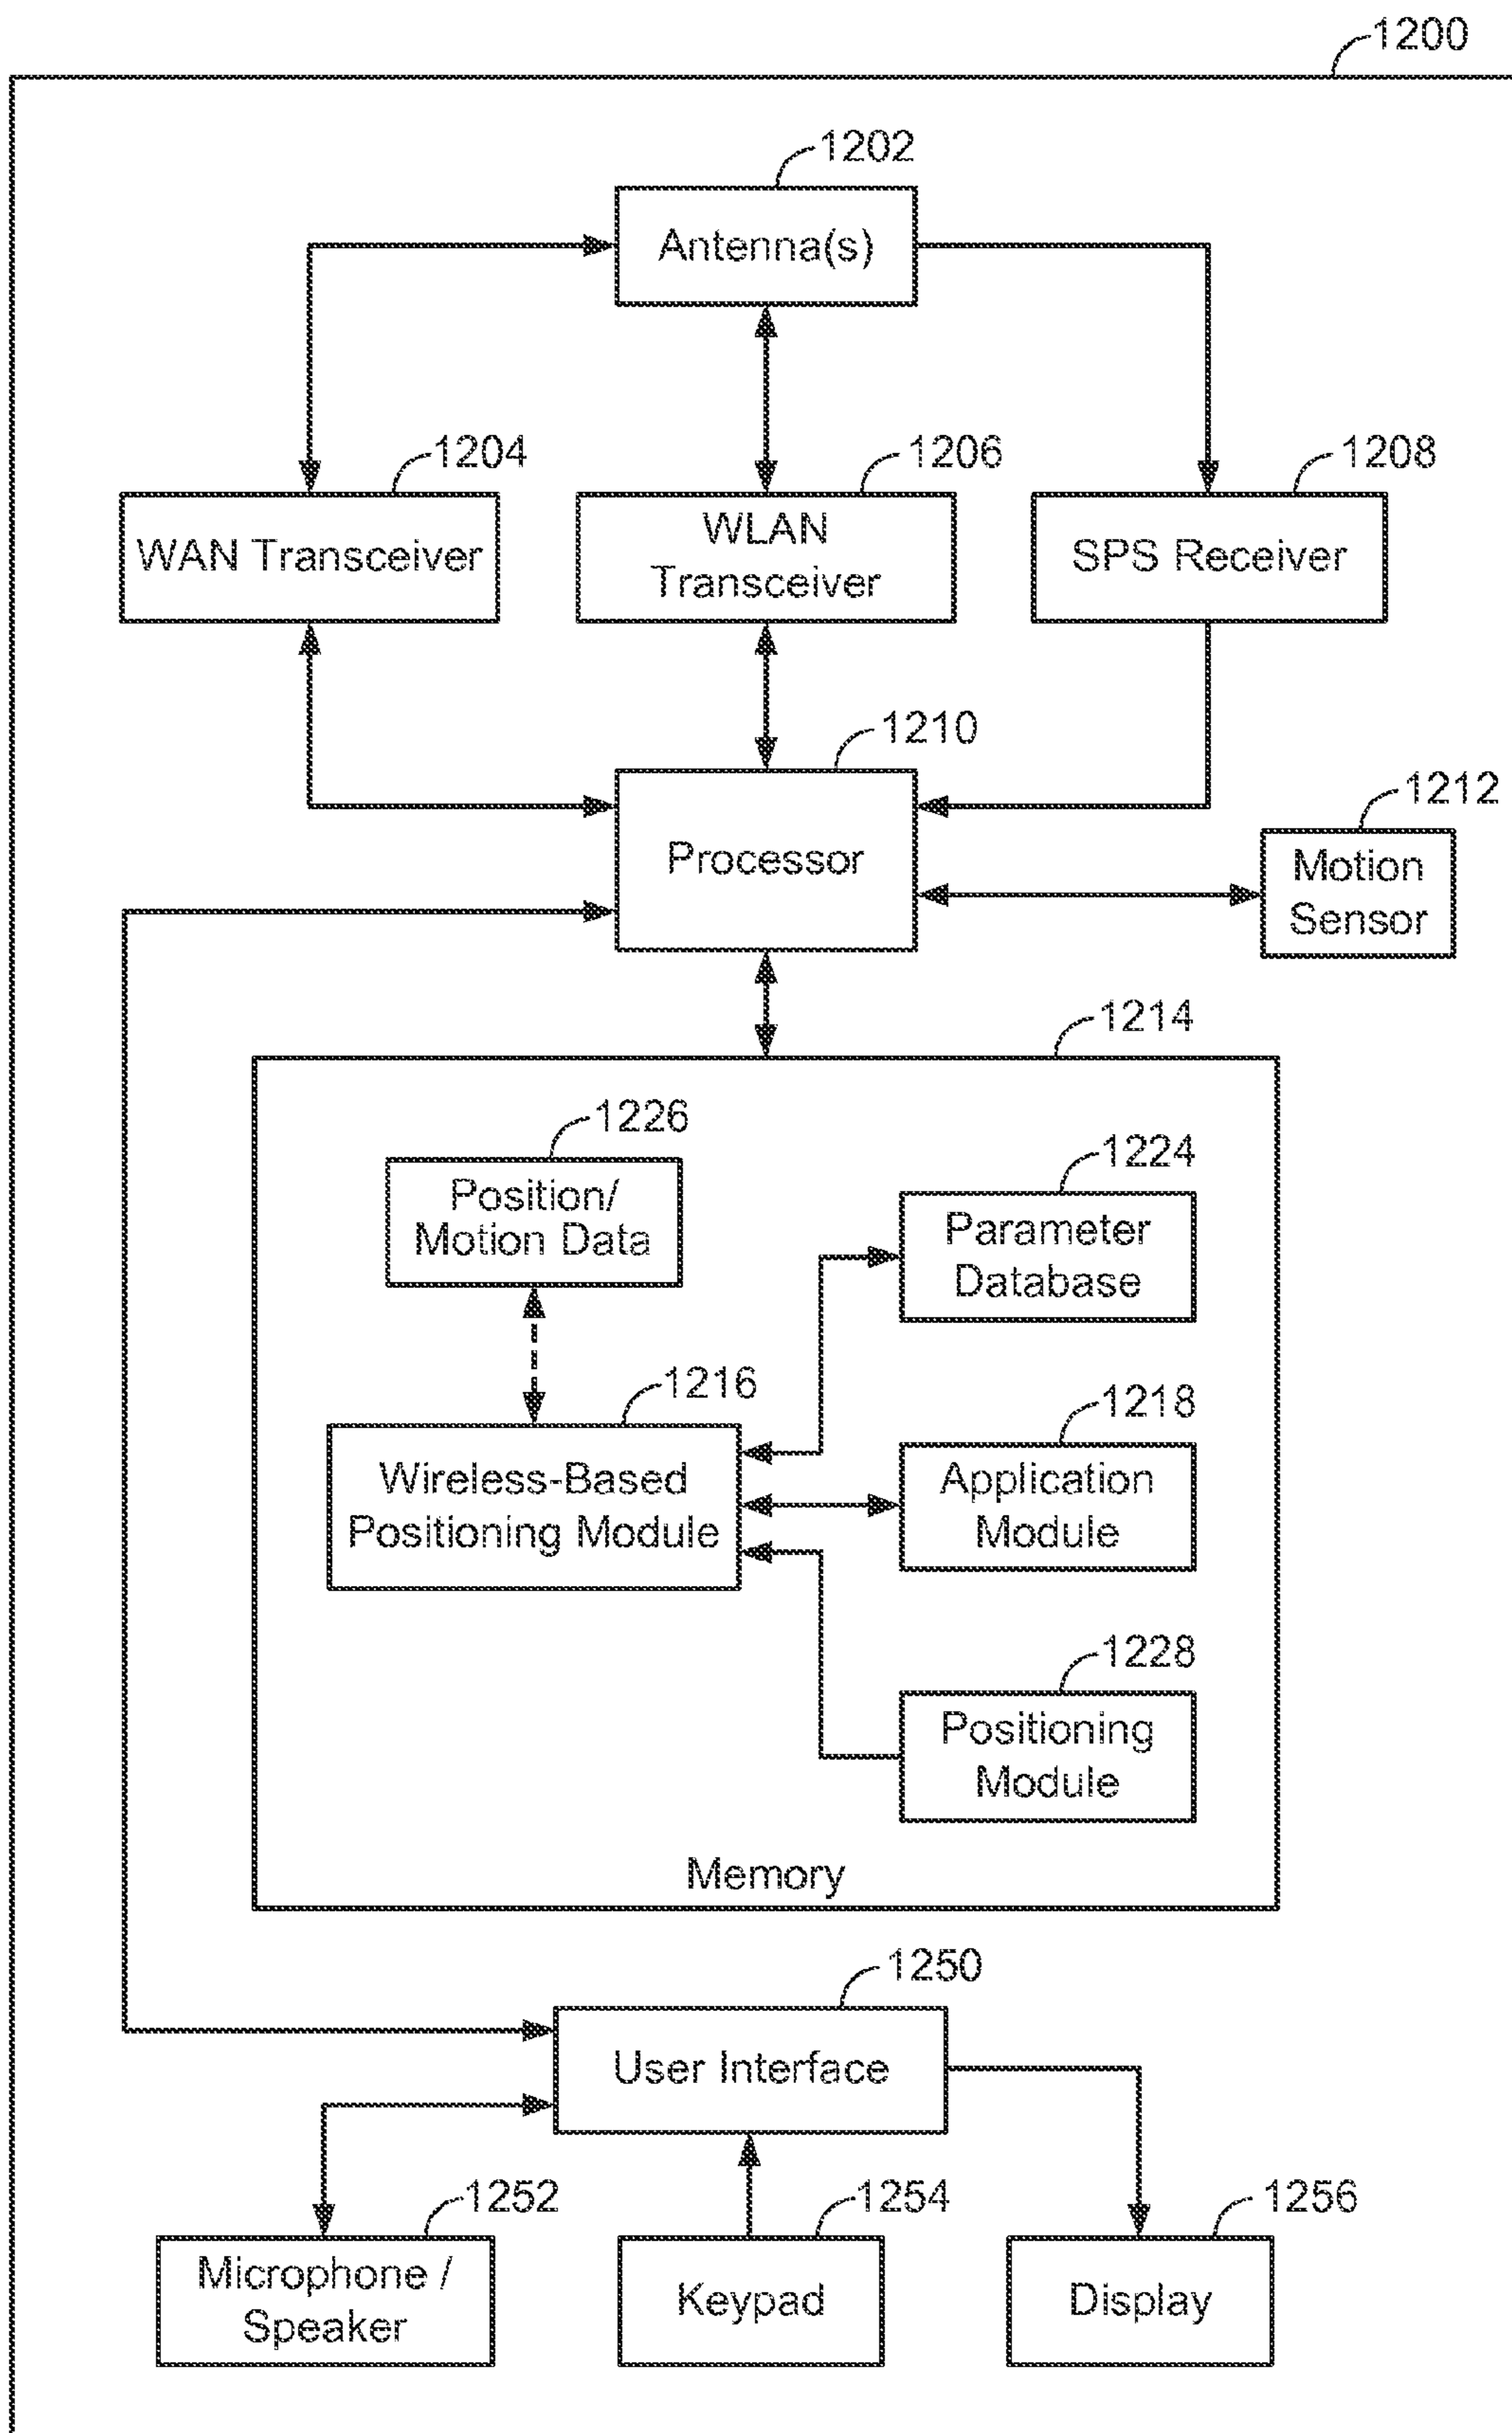 1200
1202
Antenna(s)
1204
1206
1208
WAN Transceiver
WLAN
Transceiver
SPS Receiver
1210
Processor
1212
Motion
Sensor
1214
1226
Position/
Motion Data
1224
Parameter
Database
1216
Wireless-Based
Positioning Module
1218
Application
Module
1228
Positioning
Module
Memory
1250
User Interface
1252
1254
1256
Microphone /
Speaker
Keypad
Display